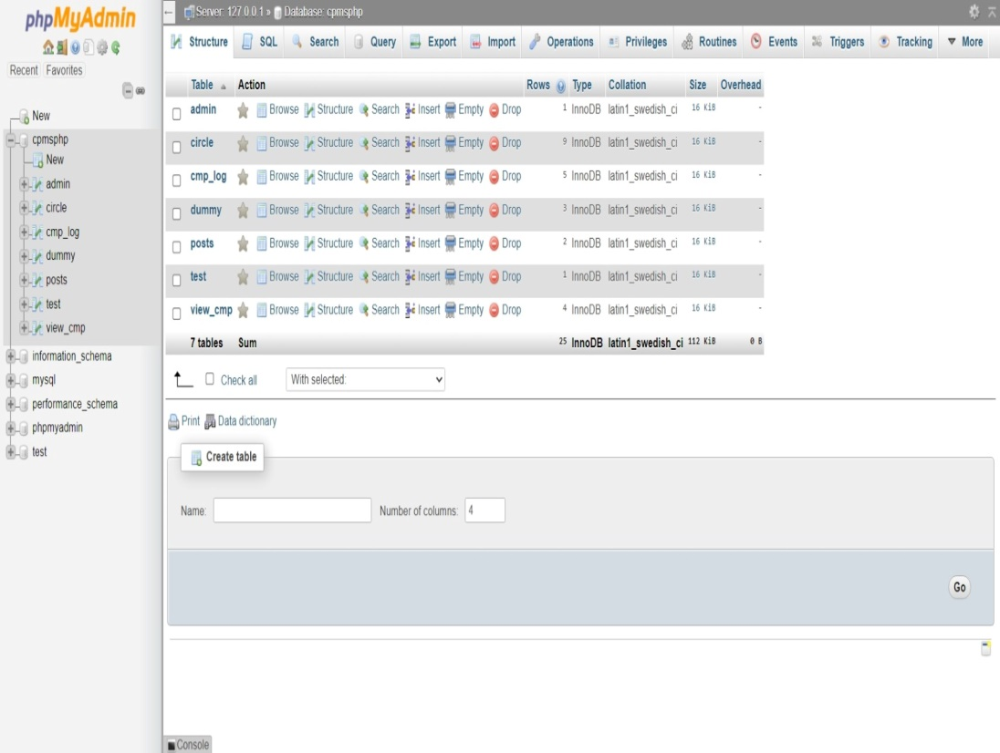 phpMyAdmin
Recent Favorites
New
cpmsphp
New
admin
circle
cmp_log
dummy
posts
test
view_cmp
information_schema
mysql
performance_schema
phpmyadmin
test
Server: 127.0.0.1 » Database: cpmsphp
Structure SQL Search Query Export Import Operations Privileges Routines Events Triggers Tracking More
Table Action Rows Type Collation Size Overhead
admin Browse Structure Search Insert Empty Drop 1 InnoDB latin1_swedish_ci 16 KiB -
circle Browse Structure Search Insert Empty Drop 9 InnoDB latin1_swedish_ci 16 KiB -
cmp_log Browse Structure Search Insert Empty Drop 5 InnoDB latin1_swedish_ci 16 KiB -
dummy Browse Structure Search Insert Empty Drop 3 InnoDB latin1_swedish_ci 16 KiB -
posts Browse Structure Search Insert Empty Drop 2 InnoDB latin1_swedish_ci 16 KiB -
test Browse Structure Search Insert Empty Drop 1 InnoDB latin1_swedish_ci 16 KiB -
view_cmp Browse Structure Search Insert Empty Drop 4 InnoDB latin1_swedish_ci 16 KiB -
7 tables Sum 25 InnoDB latin1_swedish_ci 112 KiB 0 B
Check all With selected:
Print Data dictionary
Create table
Name: Number of columns: 4
Go
Console